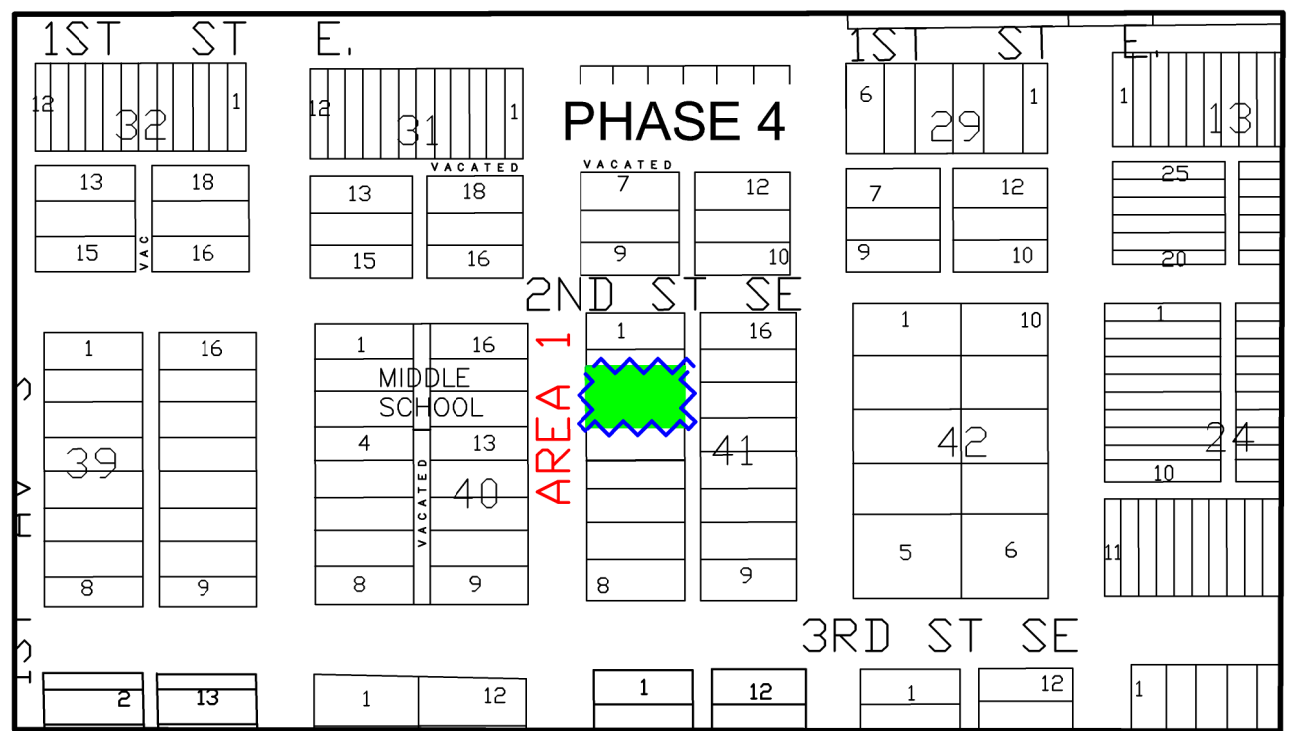 1ST ST E.
1ST ST E.
12 32 1
12 31 1
PHASE 4
6 29 1
1 13
VACATED
VACATED
13 18
13 18
7 12
7 12
25
VAC
15 16
15 16
9 10
9 10
20
2ND ST SE
1 16
1 16
1 16
1 10
1
MIDDLE
SCHOOL
AREA 1
4 13
39
40
41
42
24
VACATED
10
5 6
11
8 9
8 9
8 9
3RD ST SE
1ST
2 13
1 12
1 12
1 12
1